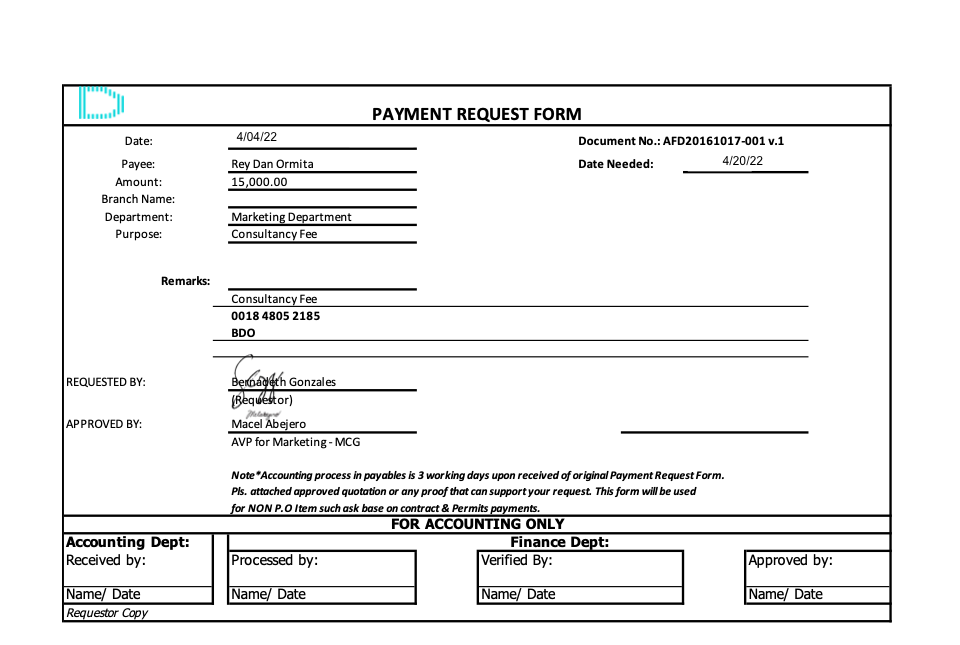 PAYMENT REQUEST FORM
Date: 4/04/22 Document No.: AFD20161017-001 v.1
Payee: Rey Dan Ormita Date Needed: 4/20/22
Amount: 15,000.00
Branch Name:
Department: Marketing Department
Purpose: Consultancy Fee
Remarks:
Consultancy Fee
0018 4805 2185
BDO
REQUESTED BY: Bernadeth Gonzales
(Requestor)
APPROVED BY: Macel Abejero
AVP for Marketing - MCG
Note*Accounting process in payables is 3 working days upon received of original Payment Request Form.
Pls. attached approved quotation or any proof that can support your request. This form will be used
for NON P.O Item such ask base on contract & Permits payments.
FOR ACCOUNTING ONLY
Accounting Dept: Finance Dept:
Received by: Processed by: Verified By: Approved by:
Name/ Date Name/ Date Name/ Date Name/ Date
Requestor Copy